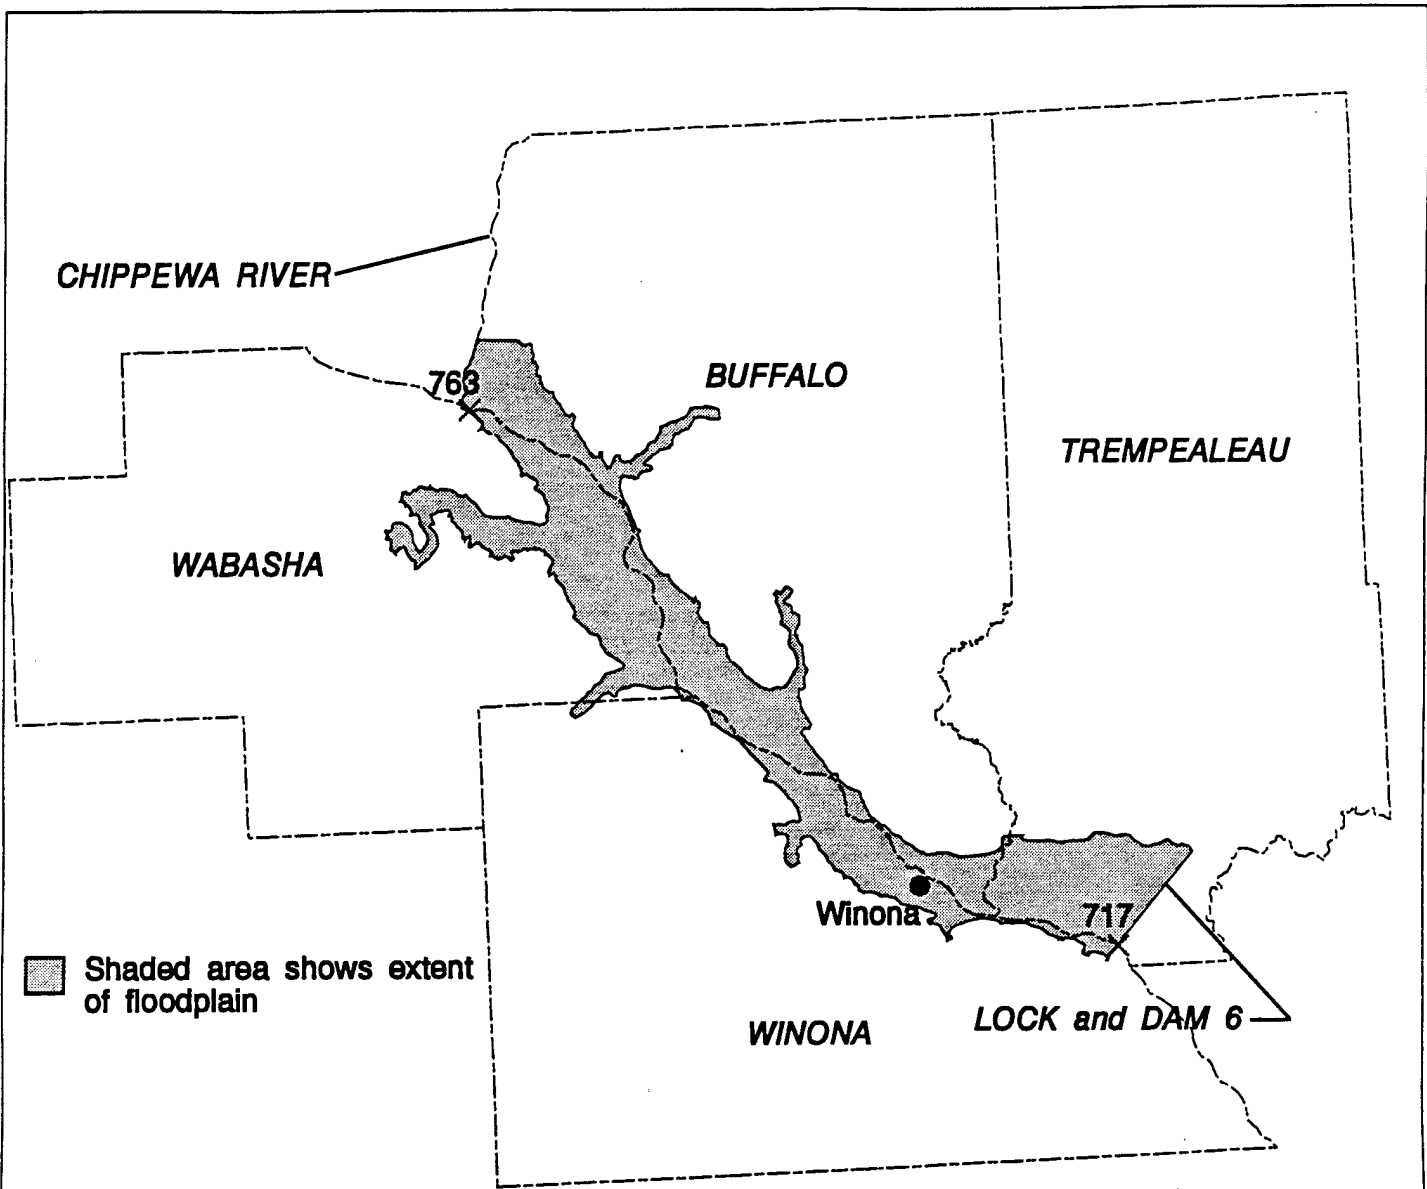 CHIPPEWA RIVER
763
BUFFALO
TREMPEALEAU
WABASHA
Winona
717
Shaded area shows extent
of floodplain
LOCK and DAM 6
WINONA